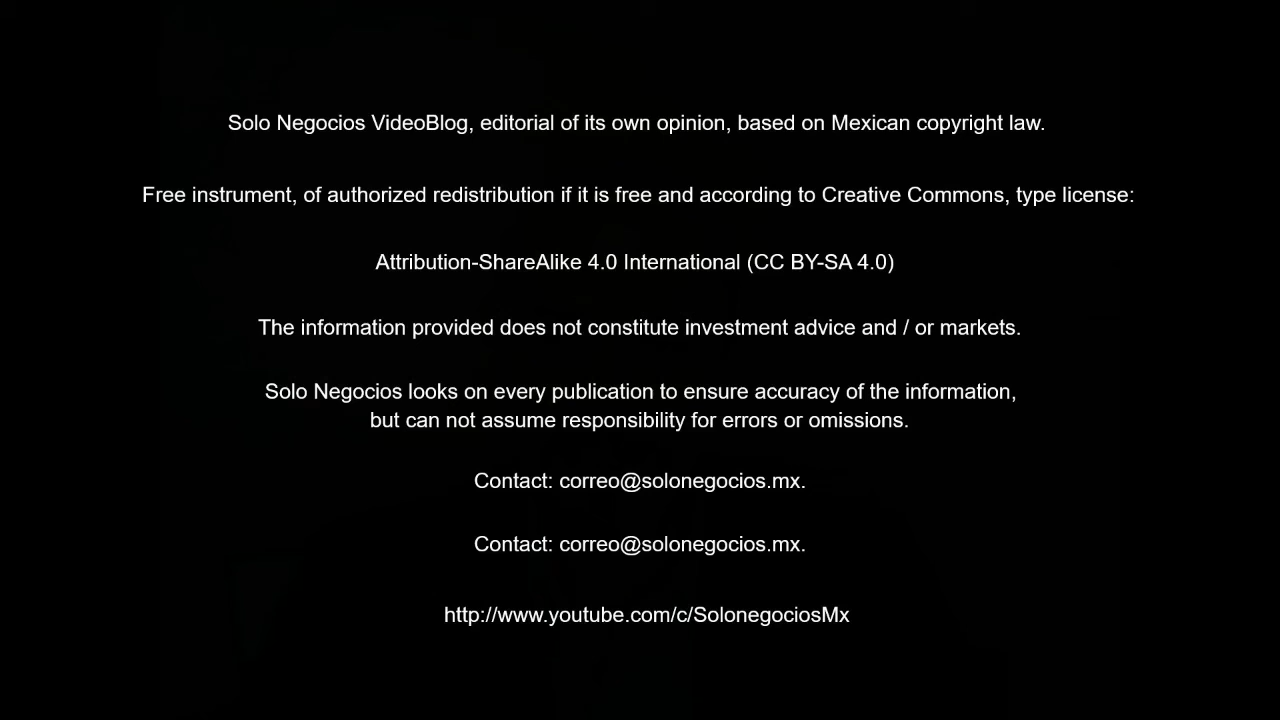 Solo Negocios VideoBlog, editorial of its own opinion, based on Mexican copyright law.
Free instrument, of authorized redistribution if it is free and according to Creative Commons, type license:
Attribution-ShareAlike 4.0 International (CC BY-SA 4.0)
The information provided does not constitute investment advice and / or markets.
Solo Negocios looks on every publication to ensure accuracy of the information,
but can not assume responsibility for errors or omissions.
Contact: correo@solonegocios.mx.
Contact: correo@solonegocios.mx.
http://www.youtube.com/c/SolonegociosMx